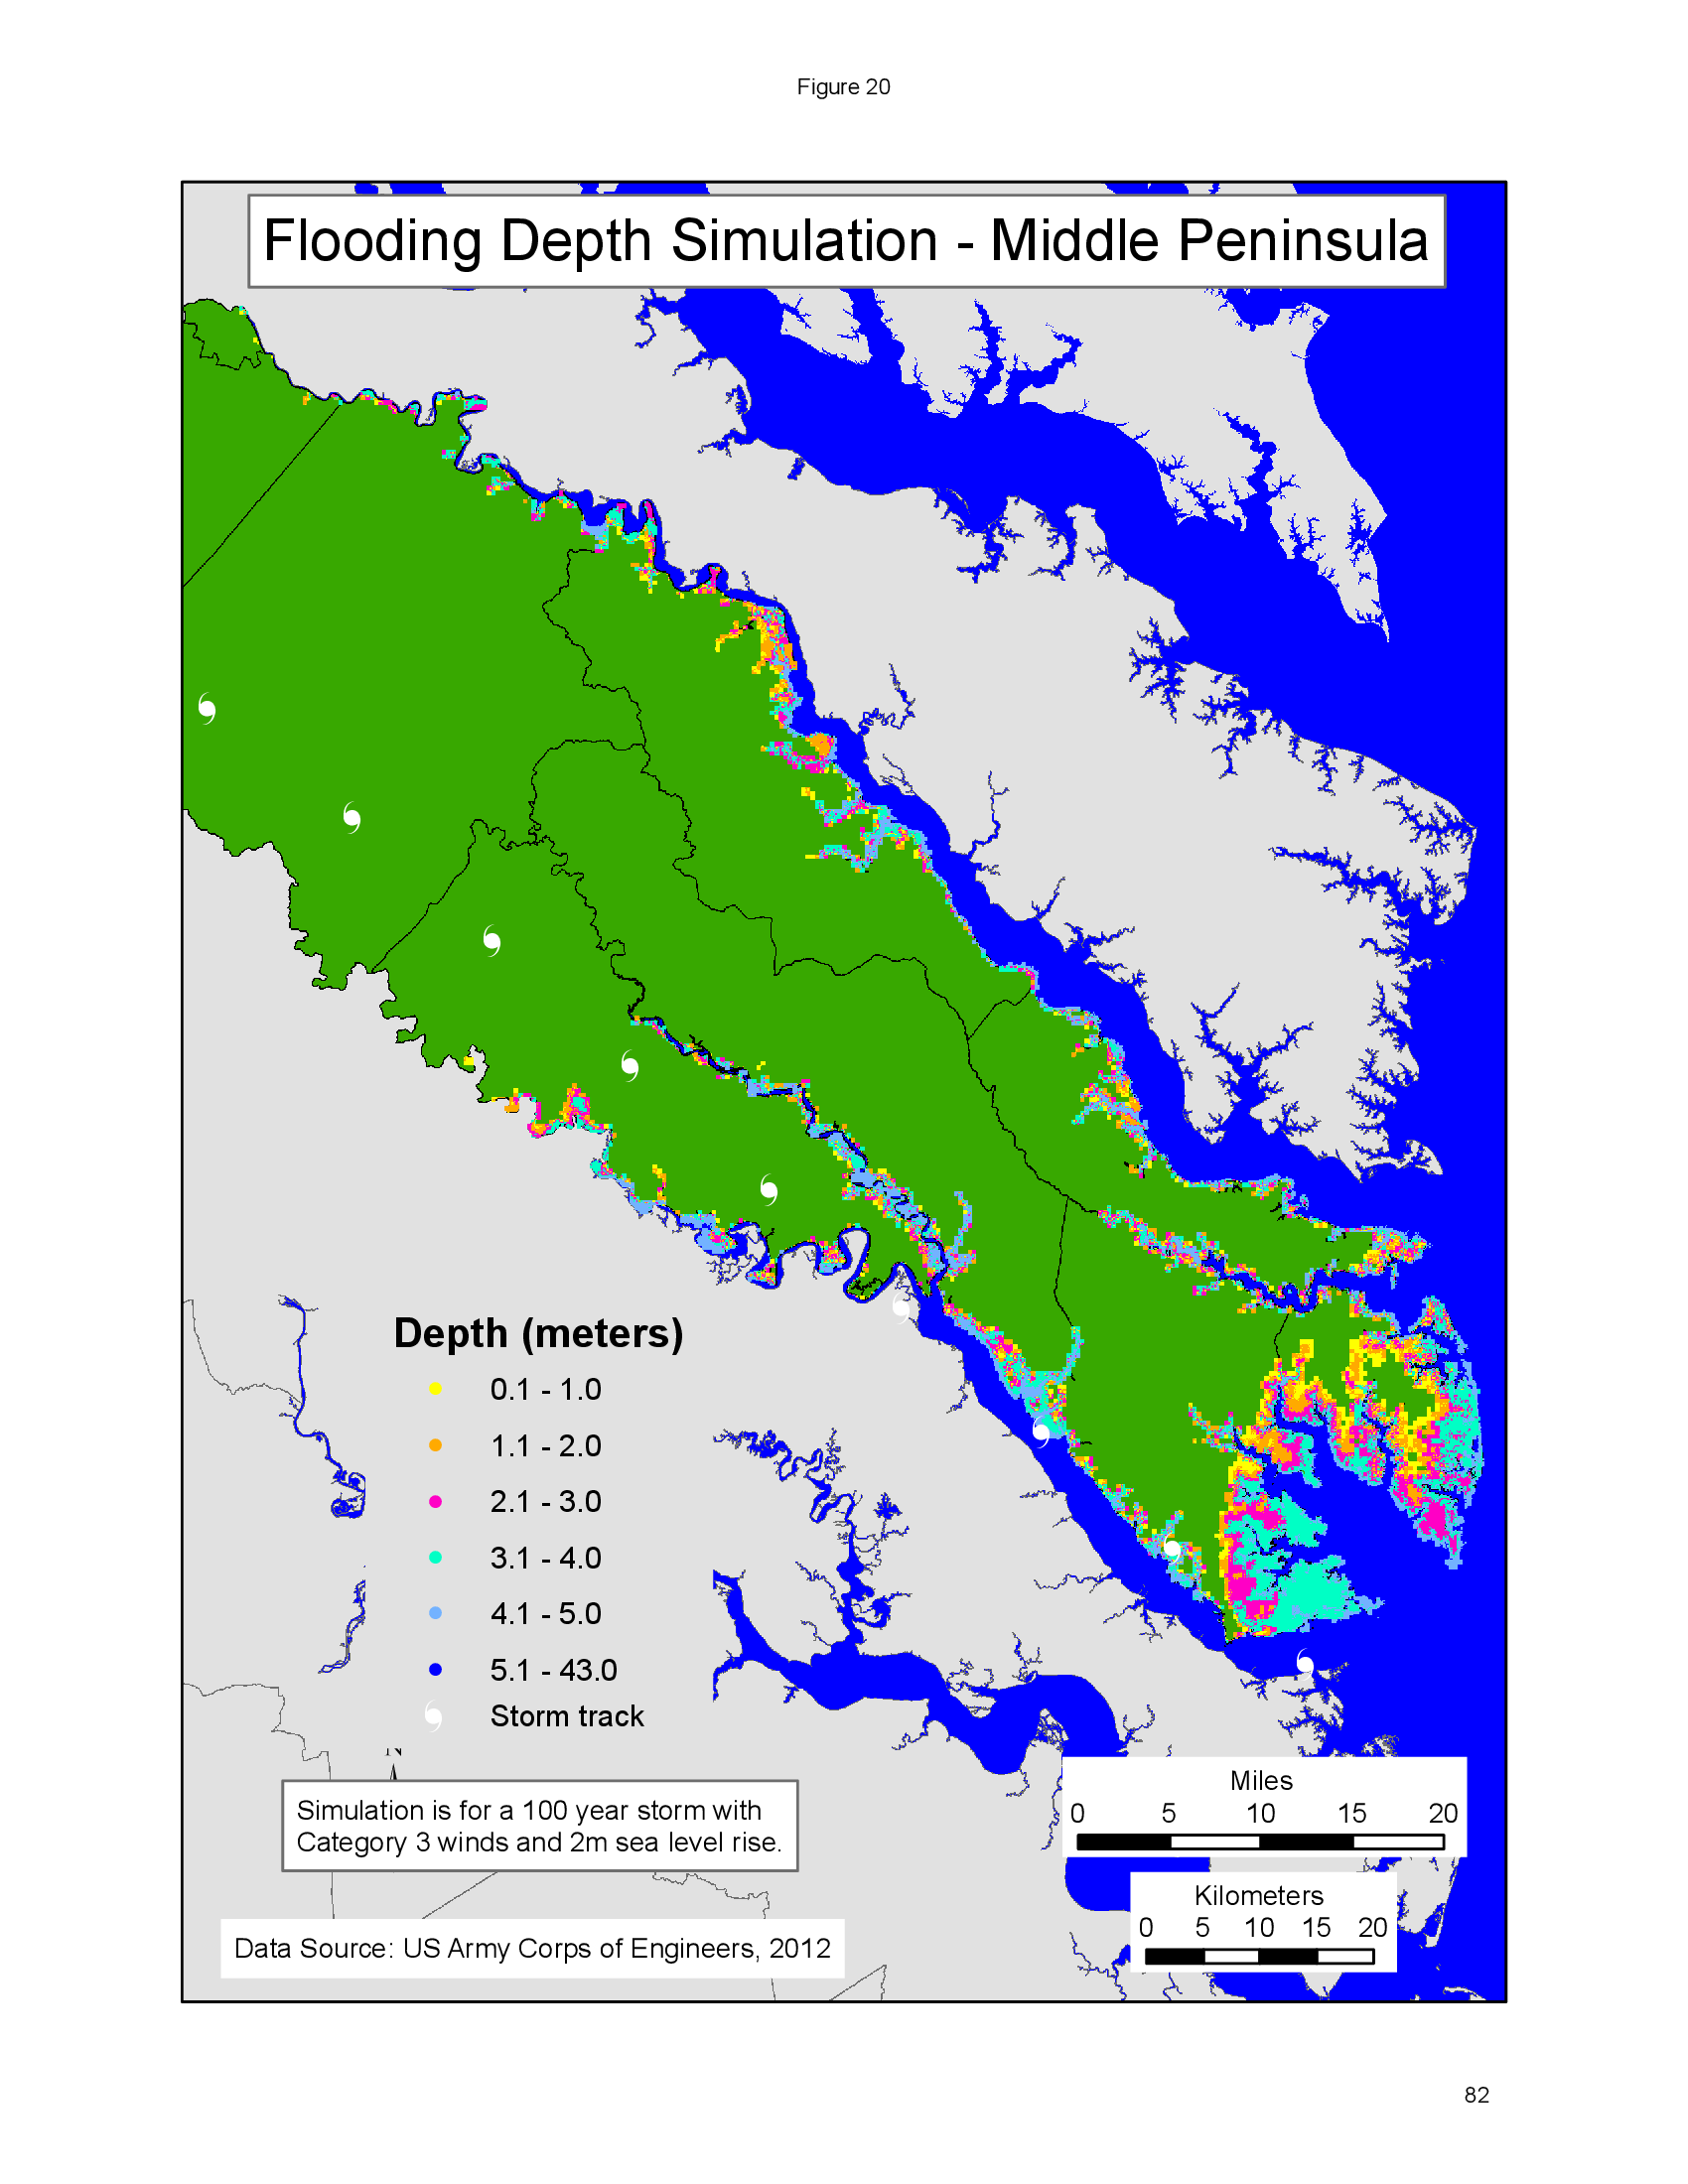 Figure 20
Flooding Depth Simulation - Middle Peninsula
Depth (meters)
0.1 - 1.0
1.1 - 2.0
2.1 - 3.0
3.1 - 4.0
4.1 - 5.0
5.1 - 43.0
Storm track
N
Simulation is for a 100 year storm with
Category 3 winds and 2m sea level rise.
Data Source: US Army Corps of Engineers, 2012
Miles
0 5 10 15 20
Kilometers
0 5 10 15 20
82